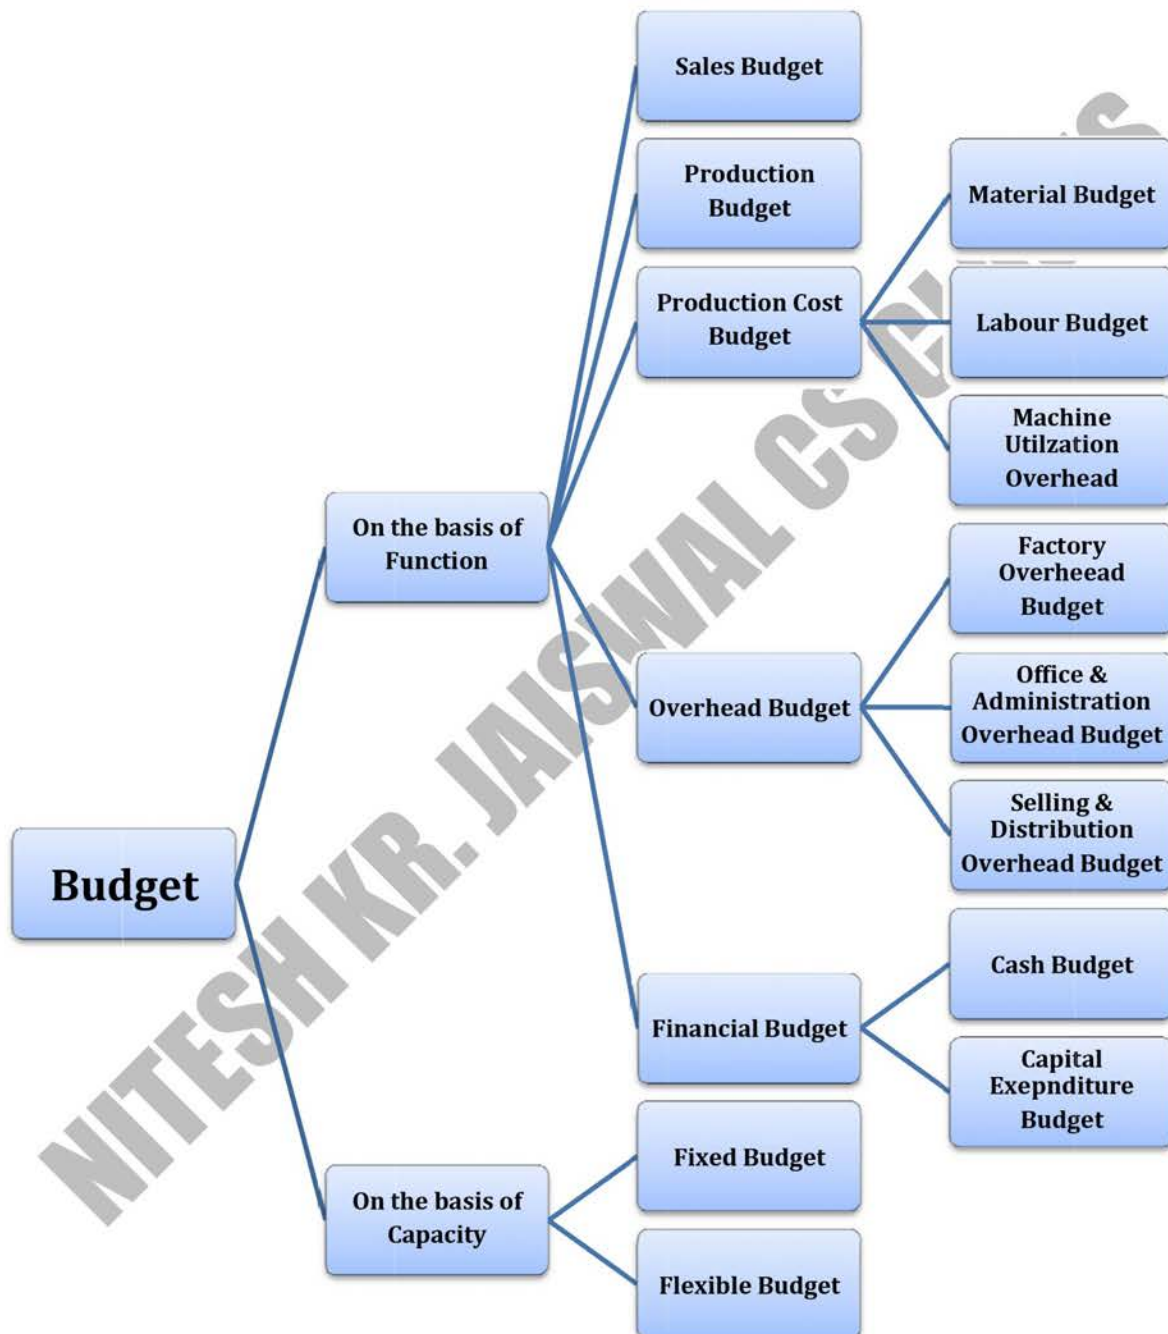 Sales Budget
Production
Budget
Material Budget
Production Cost
Budget
Labour Budget
Machine
Utilzation
Overhead
On the basis of
Function
Factory
Overheead
Budget
Overhead Budget
Office &
Administration
Overhead Budget
Selling &
Distribution
Overhead Budget
Budget
Cash Budget
Financial Budget
Capital
Exepnditure
Budget
Fixed Budget
On the basis of
Capacity
Flexible Budget
NITESH KR. JAISWAL CS